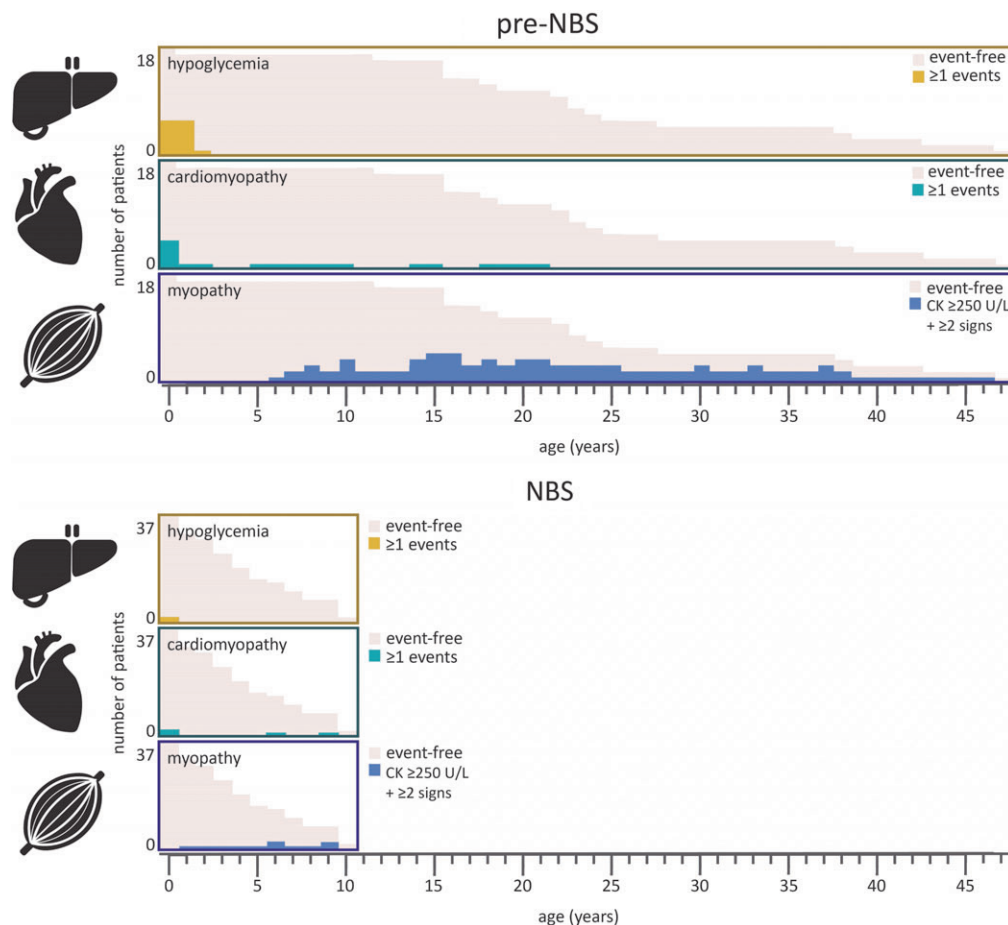 pre-NBS
18
hypoglycemia
event-free
≥1 events
0
18
cardiomyopathy
event-free
≥1 events
number of patients
0
18
myopathy
event-free
CK ≥250 U/L
+ ≥2 signs
0
0 5 10 15 20 25 30 35 40 45
age (years)
NBS
37
hypoglycemia
event-free
≥1 events
0
37
cardiomyopathy
event-free
≥1 events
number of patients
0
37
myopathy
event-free
CK ≥250 U/L
+ ≥2 signs
0
0 5 10 15 20 25 30 35 40 45
age (years)